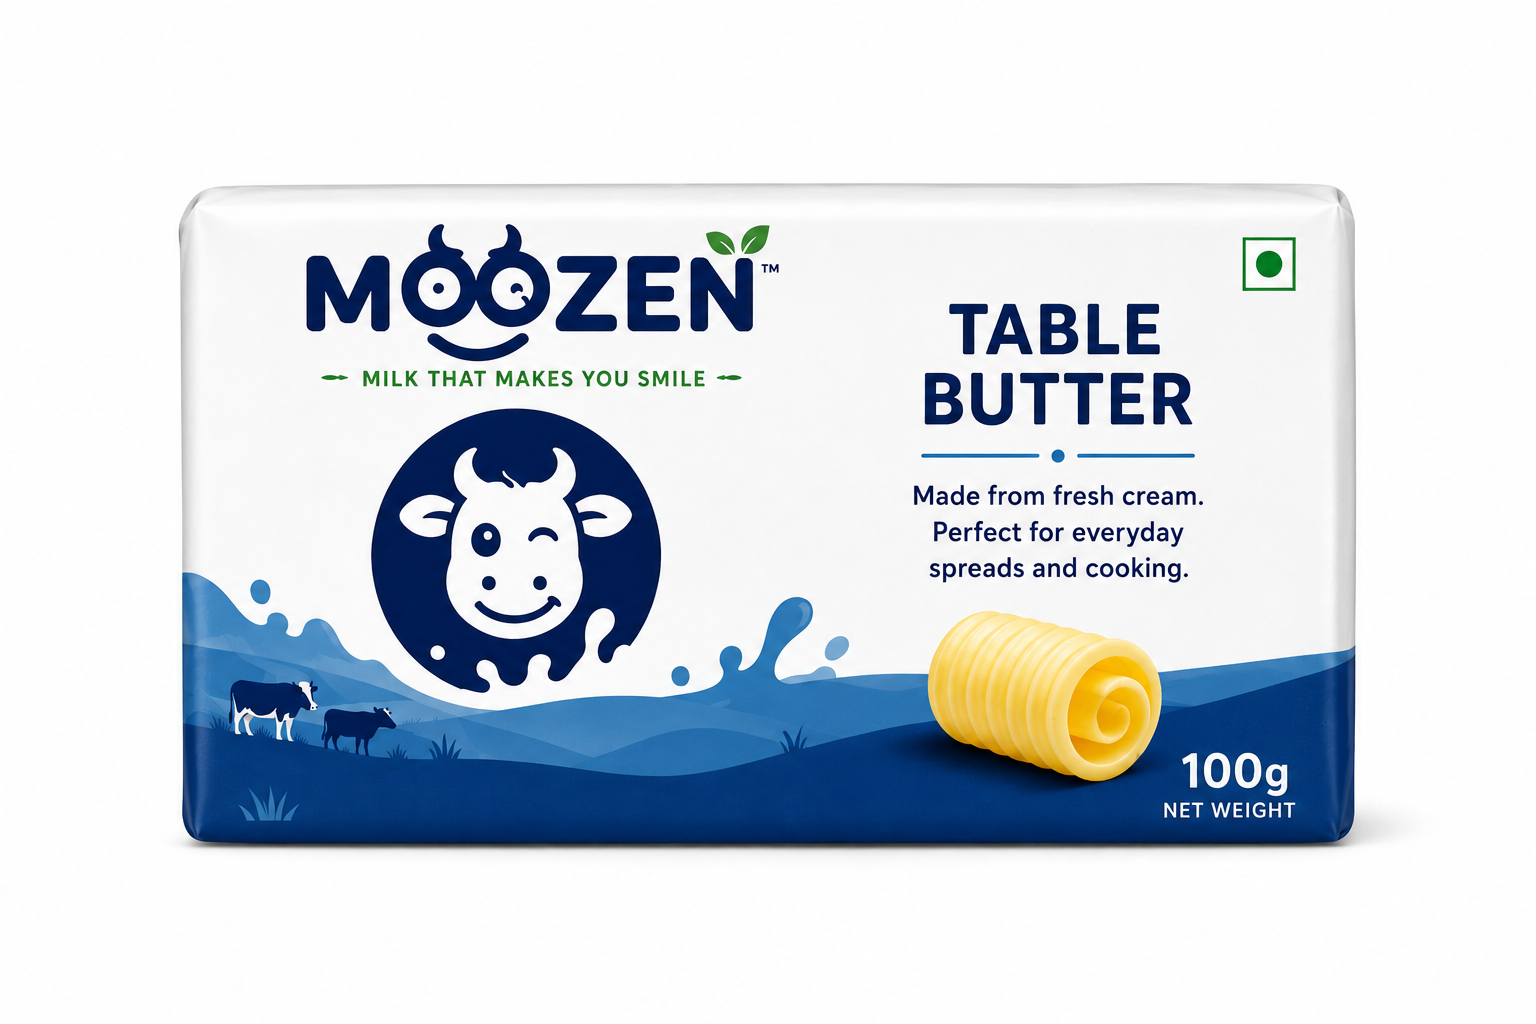 MOOZEN™
MILK THAT MAKES YOU SMILE
TABLE
BUTTER
Made from fresh cream.
Perfect for everyday
spreads and cooking.
100g
NET WEIGHT